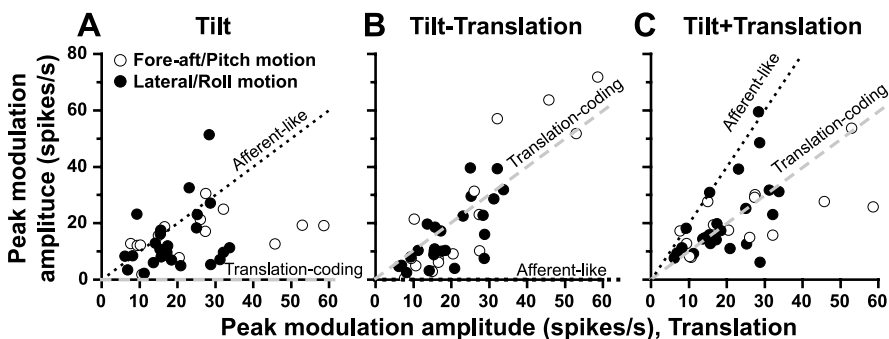 A Tilt
B Tilt-Translation
C Tilt+Translation
Peak modulation
amplituce (spikes/s)
80
60
40
20
0
Fore-aft/Pitch motion
Lateral/Roll motion
Afferent-like
Translation-coding
0 10 20 30 40 50 60
Translation-coding
Afferent-like
0 10 20 30 40 50 60
Afferent-like
Translation-coding
0 10 20 30 40 50 60
Peak modulation amplitude (spikes/s), Translation